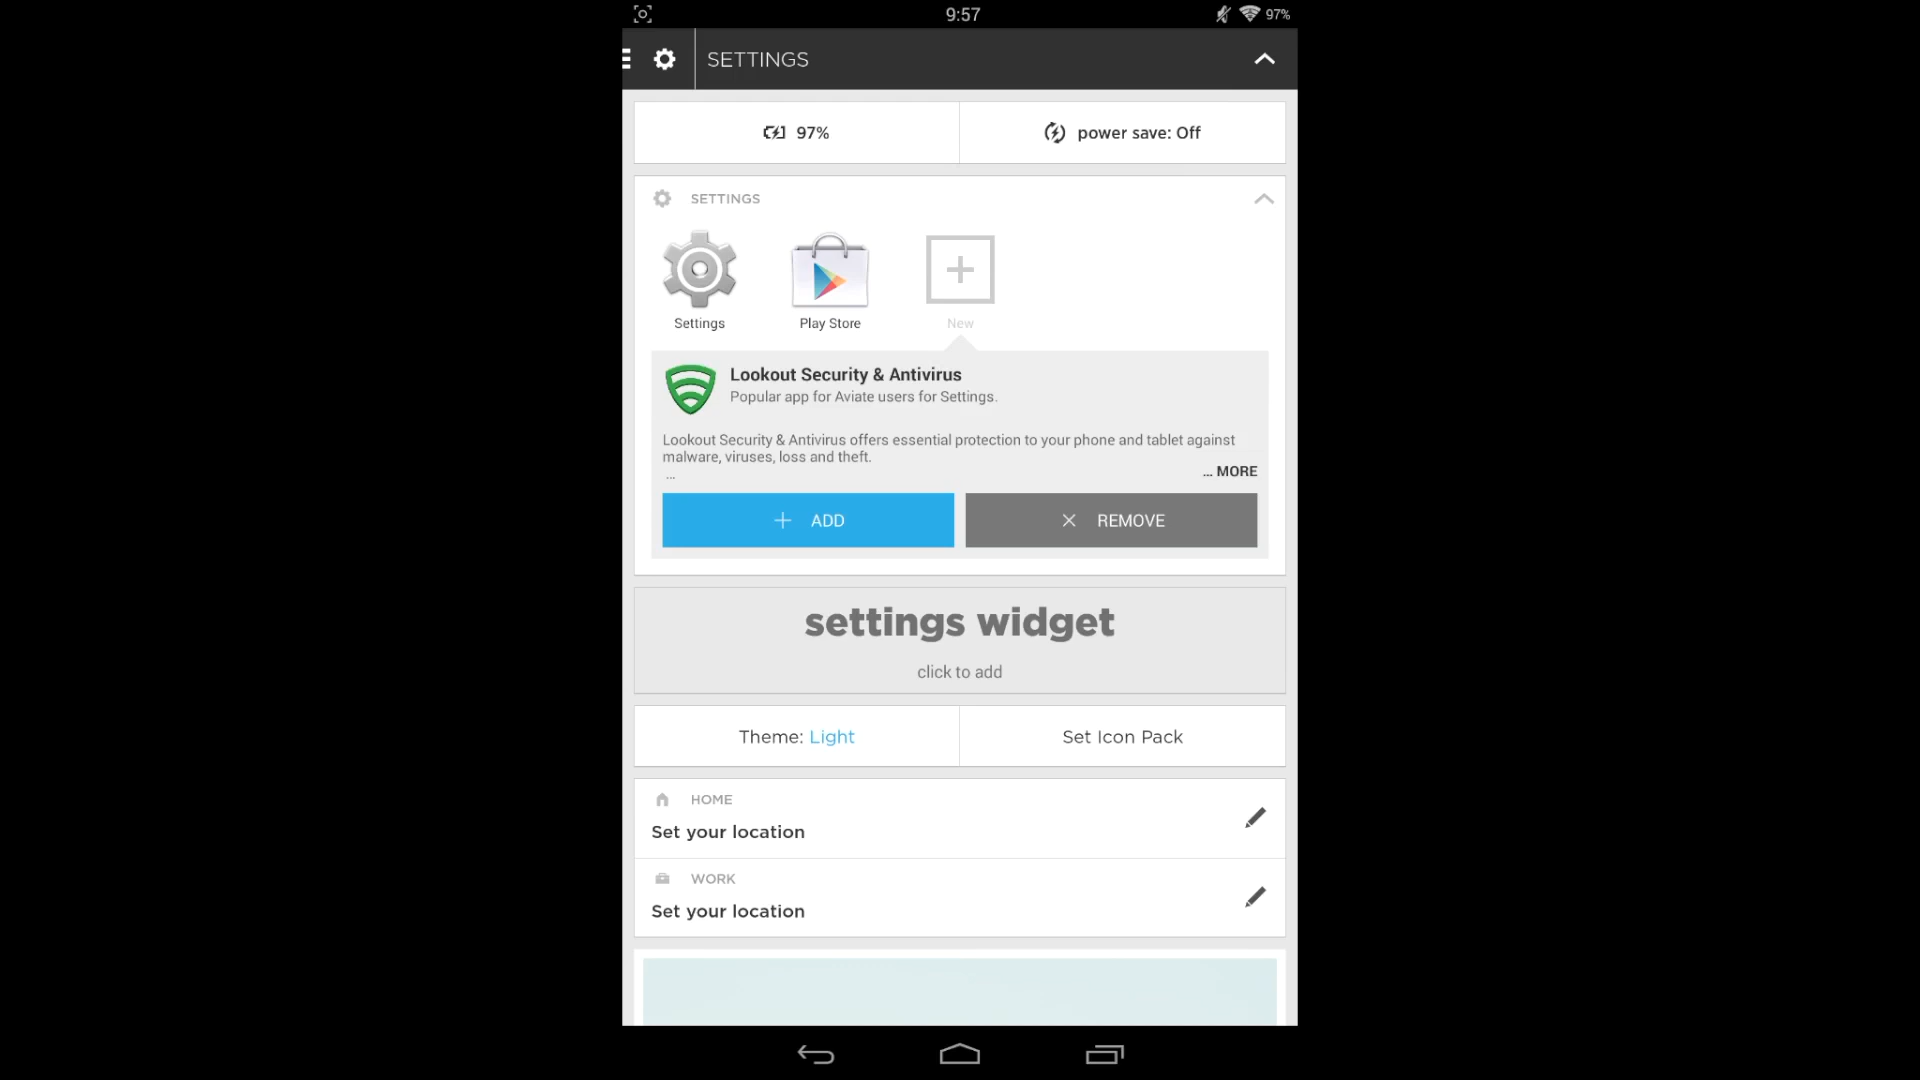 9:57
97%
SETTINGS
97%
power save: Off
SETTINGS
Settings
Play Store
New
Lookout Security & Antivirus
Popular app for Aviate users for Settings.
Lookout Security & Antivirus offers essential protection to your phone and tablet against
malware, viruses, loss and theft.
...
... MORE
ADD
REMOVE
settings widget
click to add
Theme: Light
Set Icon Pack
HOME
Set your location
WORK
Set your location